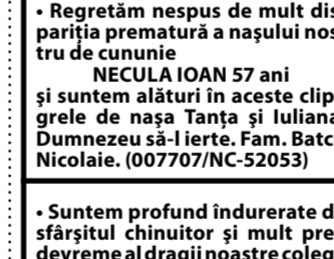 • Regretăm nespus de mult dis
pariția prematură a nașului nos
tru de cununie
NECULA IOAN 57 ani
și suntem alături în aceste clip
grele de nașa Tanța și Iuliana
Dumnezeu să-l ierte. Fam. Batc
Nicolaie. (007707/NC-52053)
• Suntem profund îndurerate d
sfârșitul chinuitor și mult pre
devreme al dragii noastre coleg